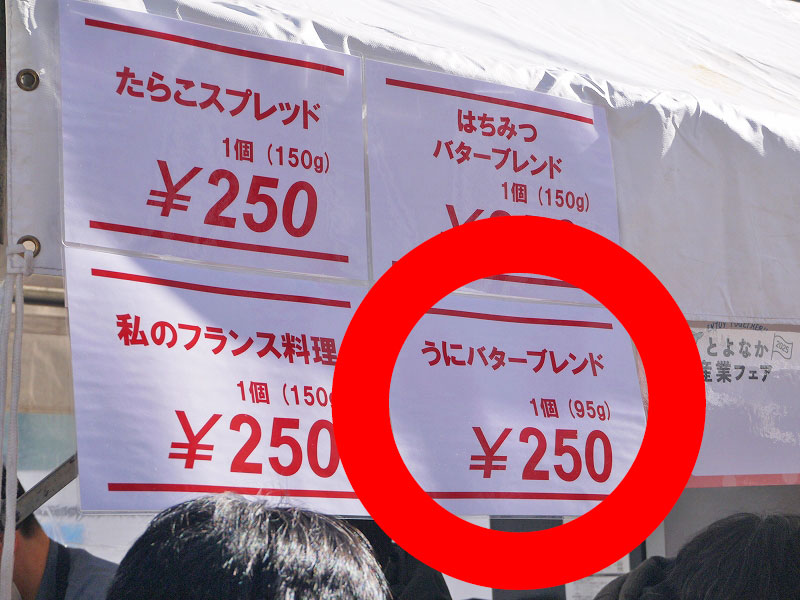 たらこスプレッド
1個（150g）
￥250
はちみつ
バターブレンド
1個（150g）
私のフランス料理
1個（150g
￥250
うにバターブレンド
1個（95g）
￥250
ENJOY TOGETHER
とよなか
産業フェア
2025